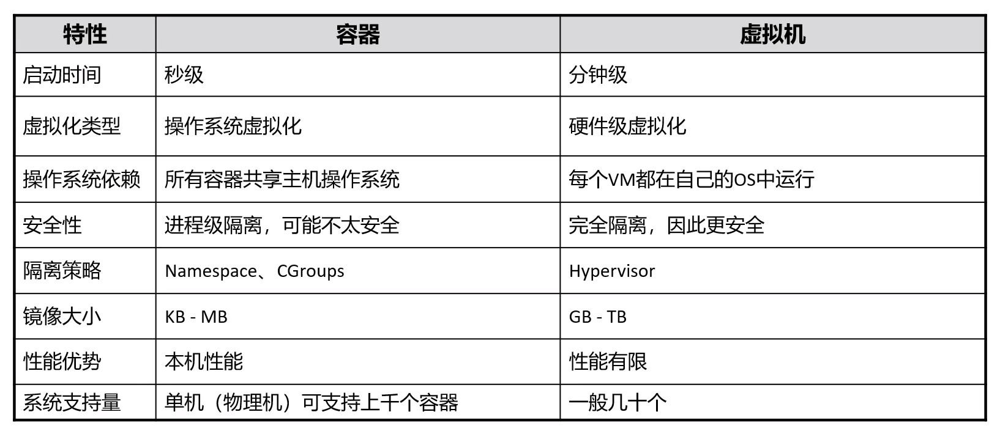 特性 容器 虚拟机
启动时间 秒级 分钟级
虚拟化类型 操作系统虚拟化 硬件级虚拟化
操作系统依赖 所有容器共享主机操作系统 每个VM都在自己的OS中运行
安全性 进程级隔离，可能不太安全 完全隔离，因此更安全
隔离策略 Namespace、CGroups Hypervisor
镜像大小 KB - MB GB - TB
性能优势 本机性能 性能有限
系统支持量 单机（物理机）可支持上千个容器 一般几十个